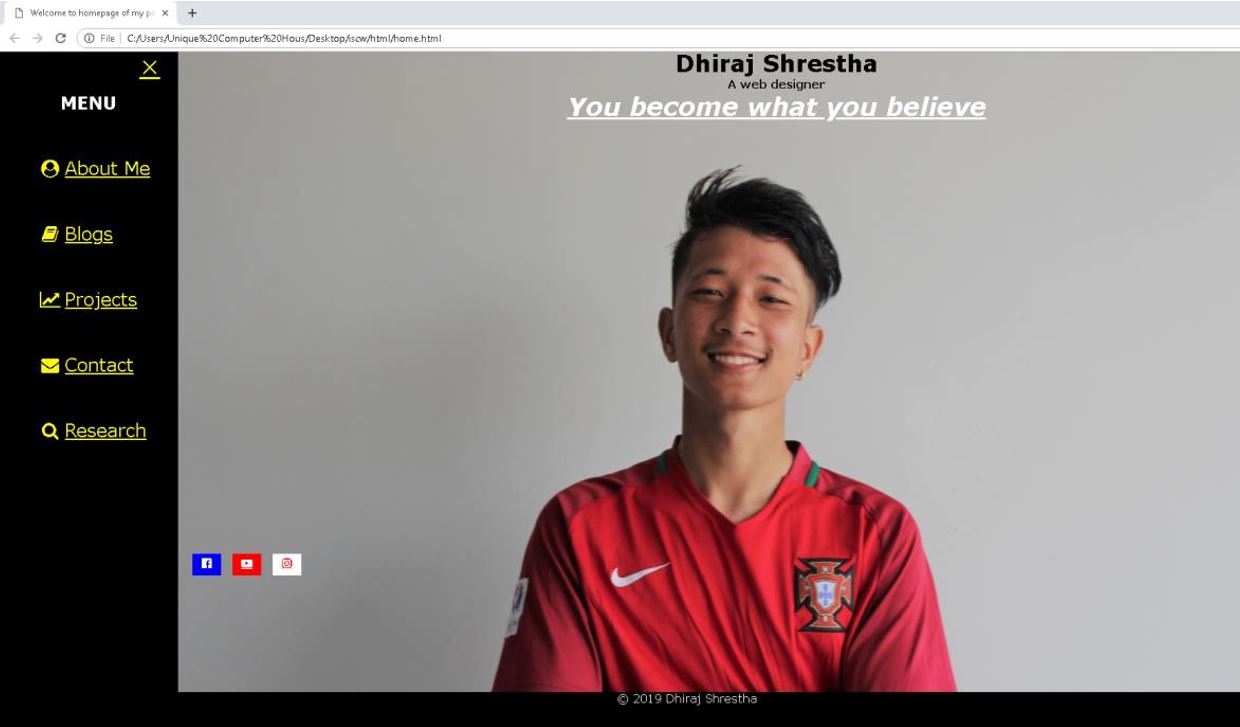 Welcome to homepage of my pe
File
C:/Users/Unique%20Computer%20Hous/Desktop/iscw/html/home.html
MENU
About Me
Blogs
Projects
Contact
Research
Dhiraj Shrestha
A web designer
You become what you believe
© 2019 Dhiraj Shrestha